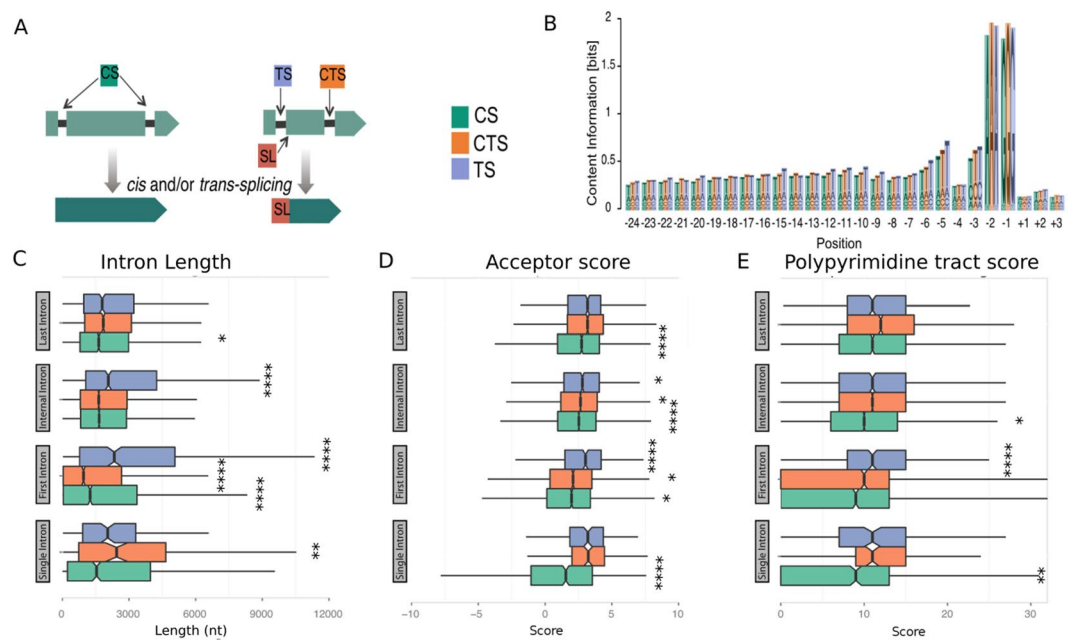 A
CS
TS
CTS
SL
cis and/or trans-splicing
SL
CS
CTS
TS
B
Content Information [bits]
2
1.5
1
0.5
0
-24 -23 -22 -21 -20 -19 -18 -17 -16 -15 -14 -13 -12 -11 -10 -9 -8 -7 -6 -5 -4 -3 -2 -1 +1 +2 +3
Position
C
Intron Length
Last Intron
*
Internal Intron
****
First Intron
****
****
****
Single Intron
**
0 3000 6000 9000 12000
Length (nt)
D
Acceptor score
Last Intron
****
Internal Intron
*
*
****
First Intron
****
*
*
Single Intron
****
−10 −5 0 5 10
Score
E
Polypyrimidine tract score
Last Intron
Internal Intron
*
First Intron
****
Single Intron
**
0 10 20 30
Score